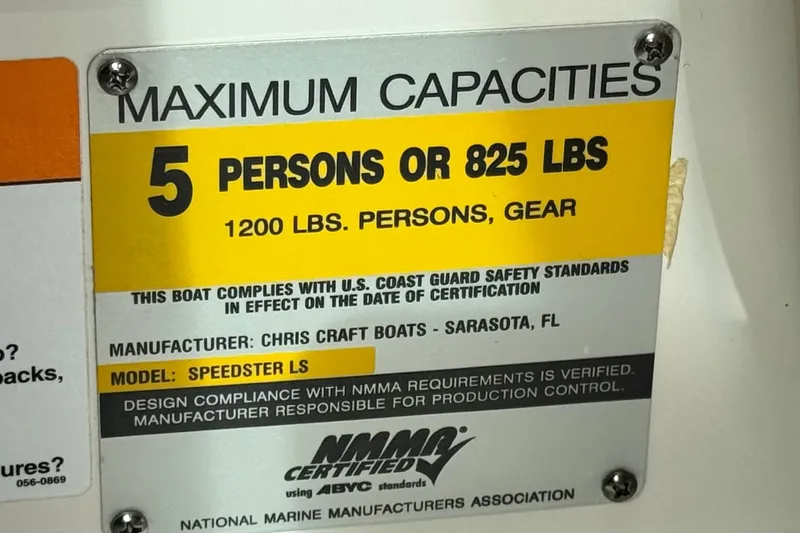 MAXIMUM CAPACITIES
5 PERSONS OR 825 LBS
1200 LBS. PERSONS, GEAR
THIS BOAT COMPLIES WITH U.S. COAST GUARD SAFETY STANDARDS
IN EFFECT ON THE DATE OF CERTIFICATION
MANUFACTURER: CHRIS CRAFT BOATS - SARASOTA, FL
MODEL: SPEEDSTER LS
DESIGN COMPLIANCE WITH NMMA REQUIREMENTS IS VERIFIED.
MANUFACTURER RESPONSIBLE FOR PRODUCTION CONTROL.
NMMA®
CERTIFIED
using ABYC standards
NATIONAL MARINE MANUFACTURERS ASSOCIATION
?
acks,
ures?
056-0869